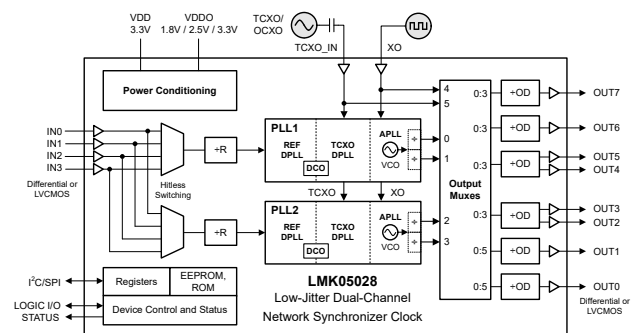 VDD
3.3V
VDDO
1.8V / 2.5V / 3.3V
TCXO/
OCXO
TCXO_IN
XO
Power Conditioning
IN0
IN1
IN2
IN3
Differential or
LVCMOS
Hitless
Switching
÷R
÷R
PLL1
REF
DPLL
TCXO
DPLL
DCO
APLL
VCO
÷
÷
TCXO
XO
PLL2
REF
DPLL
TCXO
DPLL
DCO
APLL
VCO
÷
÷
4
5
0
1
2
3
Output
Muxes
0:3
0:3
0:3
0:3
0:5
0:5
÷OD
÷OD
÷OD
÷OD
÷OD
÷OD
OUT7
OUT6
OUT5
OUT4
OUT3
OUT2
OUT1
OUT0
Differential or
LVCMOS
I²C/SPI
LOGIC I/O
STATUS
Registers
EEPROM,
ROM
Device Control and Status
LMK05028
Low-Jitter Dual-Channel
Network Synchronizer Clock